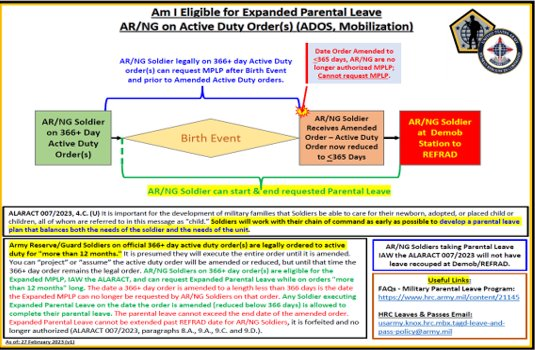 Am I Eligible for Expanded Parental Leave
AR/NG on Active Duty Order(s) (ADOS, Mobilization)
AR/NG Soldier legally on 366+ day Active Duty
order(s) can request MPLP after Birth Event
and prior to Amended Active Duty orders.
Date Order Amended to
<365 days, AR/NG are no
longer authorized MPLP;
Cannot request MPLP.
AR/NG Soldier
on 366+ Day
Active Duty
Order(s)
Birth Event
AR/NG Soldier
Receives Amended
Order – Active Duty
Order now reduced
to <365 Days
AR/NG Soldier
at Demob
Station to
REFRAD
AR/NG Soldier can start & end requested Parental Leave
ALARACT 007/2023, 4.C. (U) It is important for the development of military families that Soldiers be able to care for their newborn, adopted, or placed child or
children, all of whom are referred to in this message as "child." Soldiers will work with their chain of command as early as possible to develop a parental leave
plan that balances both the needs of the soldier and the needs of the unit.
Army Reserve/Guard Soldiers on official 366+ day active duty order(s) are legally ordered to active
duty for "more than 12 months." It is presumed they will execute the entire order until it is amended.
You can "project" or "assume" the active duty order will be amended or reduced, but until that time the
366+ day order remains the legal order. AR/NG Soldiers on 366+ day orders are eligible for the
Expanded MPLP, IAW the ALARACT, and can request Expanded Parental Leave while on orders "more
than 12 months" long. The date a 366+ day order is amended to a length less than 366 days is the date
the Expanded MPLP can no longer be requested by AR/NG Soldiers on that order. Any Soldier executing
Expanded Parental Leave on the date the order is amended (reduced below 366 days) is allowed to
complete their parental leave. The parental leave cannot exceed the end date of the amended order.
Expanded Parental Leave cannot be extended past REFRAD date for AR/NG Soldiers, it is forfeited and no
longer authorized (ALARACT 007/2023, paragraphs 8.A., 9.A., 9.C. and 9.D.).
AR/NG Soldiers taking Parental Leave
IAW the ALARACT 007/2023 will not have
leave recouped at Demob/REFRAD.
Useful Links:
FAQs - Military Parental Leave Program:
https://www.hrc.army.mil/content/21145
HRC Leaves & Passes Email:
usarmy.knox.hrc.mbx.tagd-leave-and-
pass-policy@army.mil
As of: 27 February 2023 (v1)